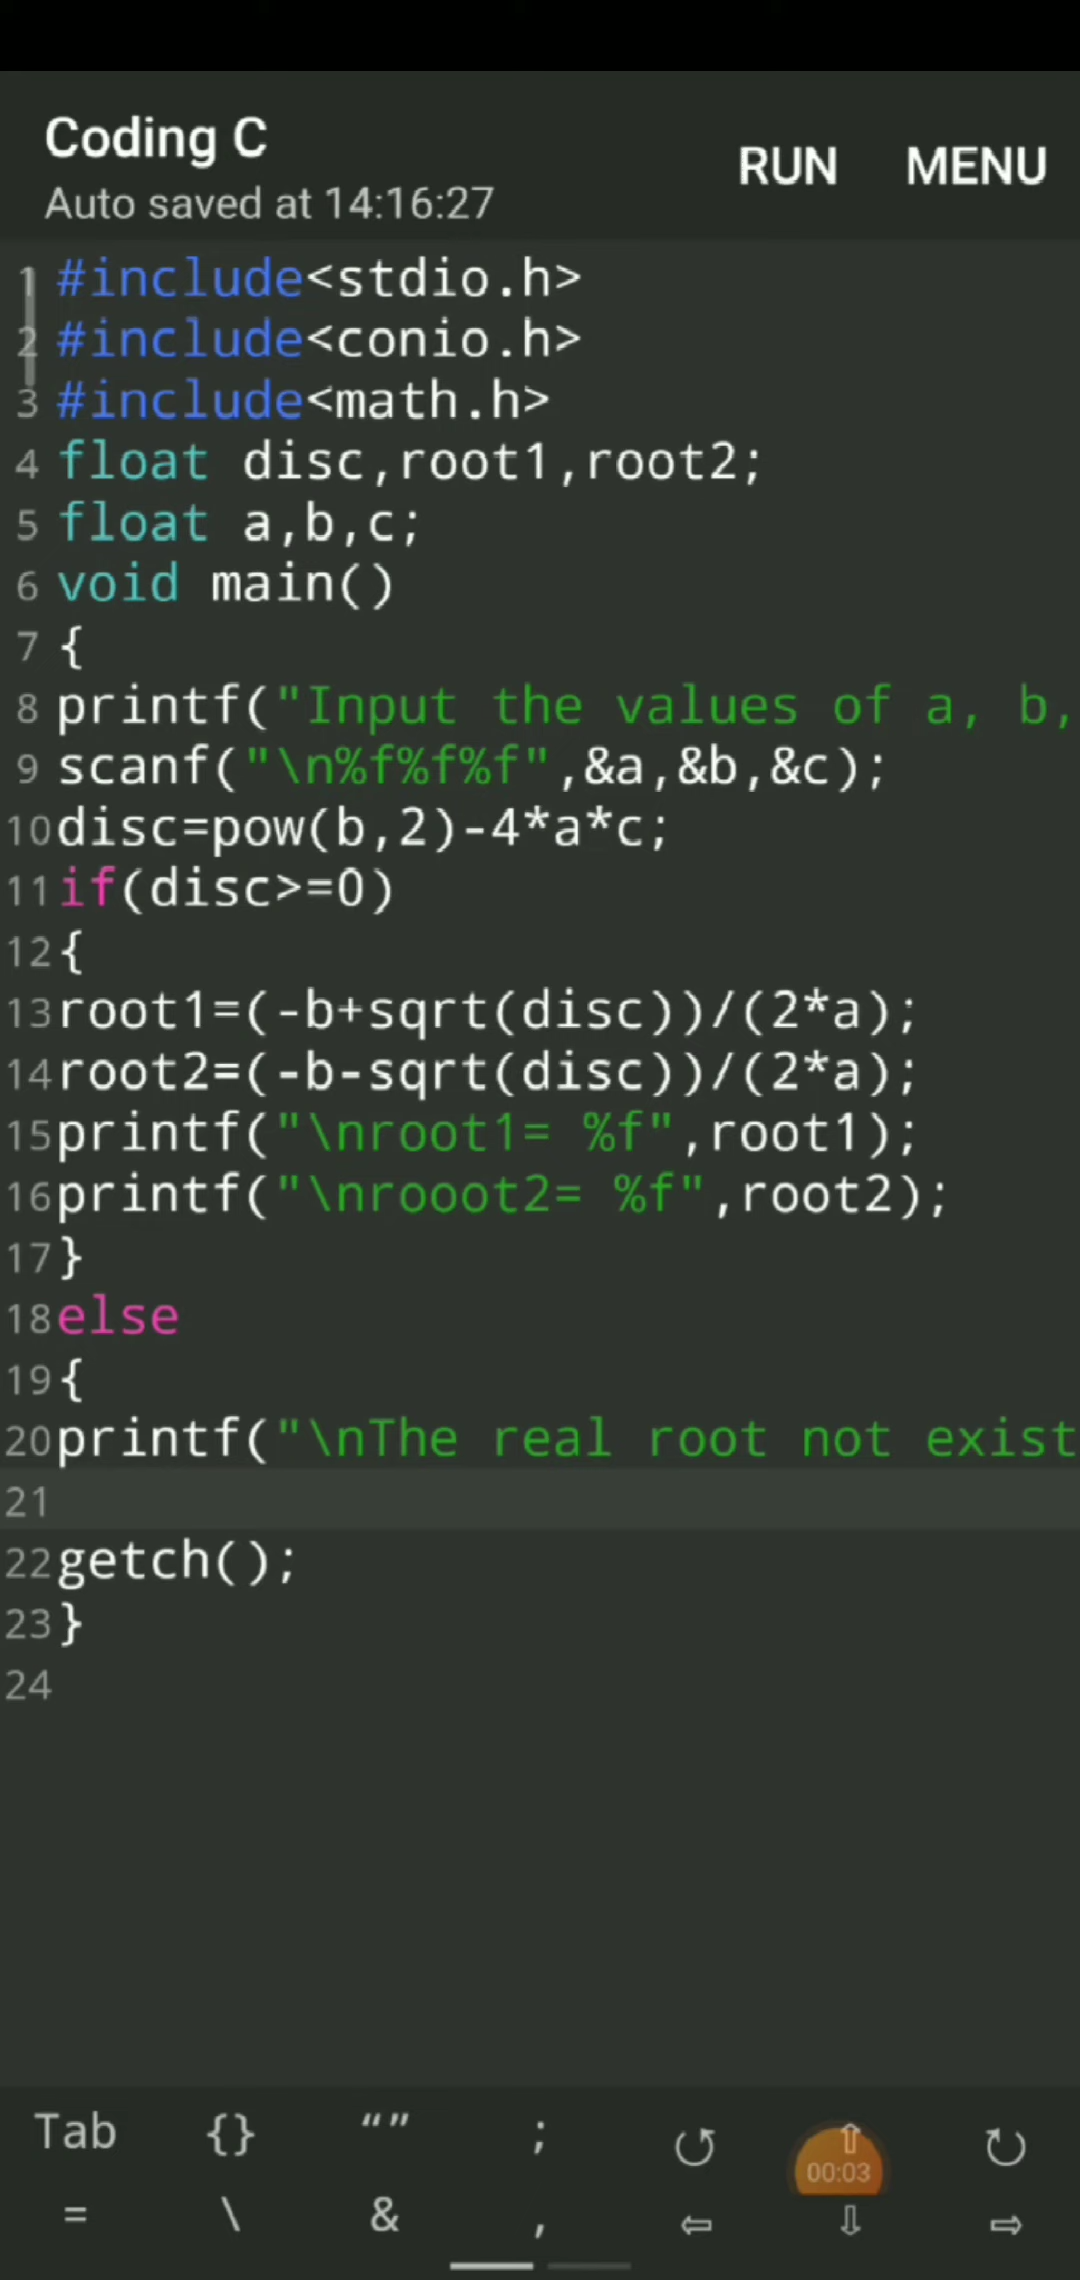 Coding C
RUN MENU
Auto saved at 14:16:27
1 #include<stdio.h>
2 #include<conio.h>
3 #include<math.h>
4 float disc,root1,root2;
5 float a,b,c;
6 void main()
7 {
8 printf("Input the values of a, b,
9 scanf("\n%f%f%f",&a,&b,&c);
10 disc=pow(b,2)-4*a*c;
11 if(disc>=0)
12 {
13 root1=(-b+sqrt(disc))/(2*a);
14 root2=(-b-sqrt(disc))/(2*a);
15 printf("\nroot1= %f",root1);
16 printf("\nrooot2= %f",root2);
17 }
18 else
19 {
20 printf("\nThe real root not exist
21
22 getch();
23 }
24
Tab {} “” ;
00:03
= \ & ,